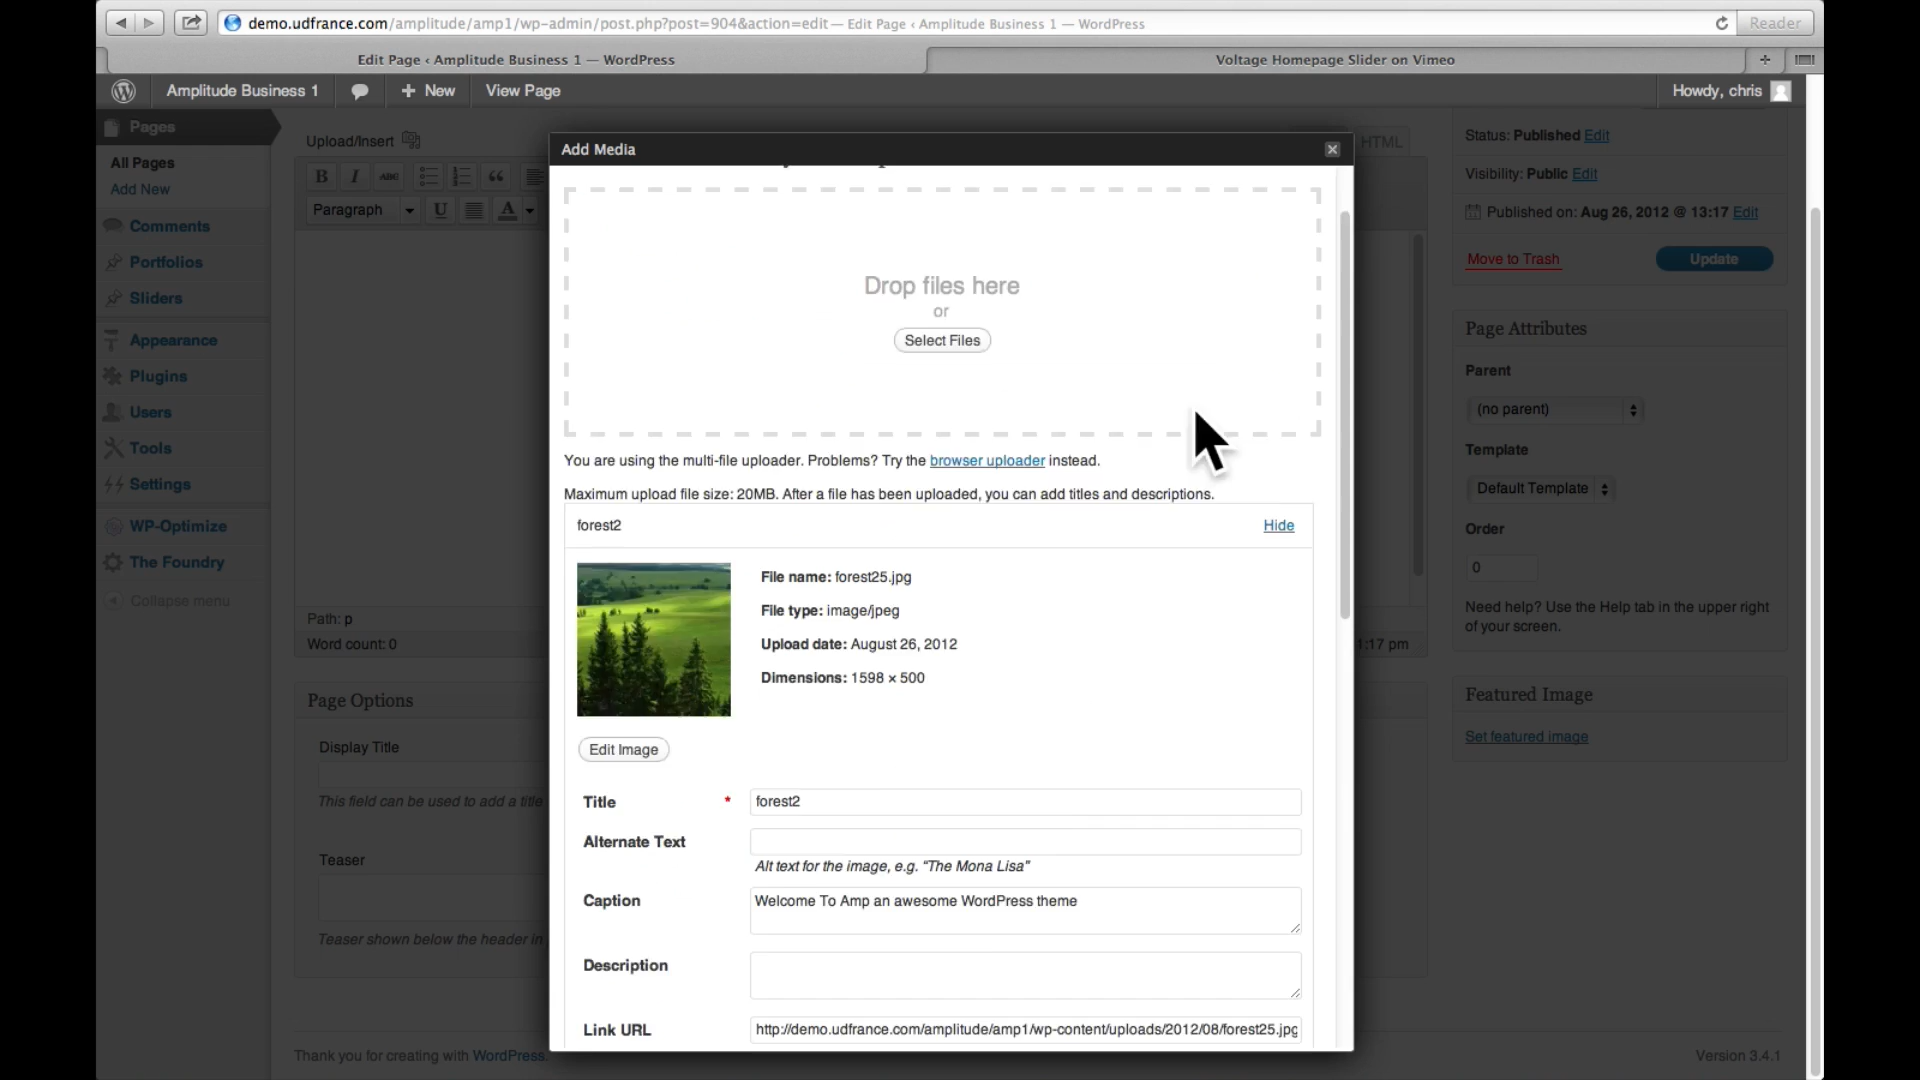 demo.udfrance.com/amplitude/amp1/wp-admin/post.php?post=904&action=edit — Edit Page ‹ Amplitude Business 1 — WordPress
Reader
Edit Page ‹ Amplitude Business 1 — WordPress
Voltage Homepage Slider on Vimeo
Amplitude Business 1
+ New
View Page
Howdy, chris
Pages
All Pages
Add New
Comments
Portfolios
Sliders
Appearance
Plugins
Users
Tools
Settings
WP-Optimize
The Foundry
Collapse menu
Upload/Insert
HTML
B I ABC
Paragraph
U
A
Path: p
Word count: 0
1:17 pm
Page Options
Display Title
This field can be used to add a title
Teaser
Teaser shown below the header in
Thank you for creating with WordPress.
Version 3.4.1
Add Media
Drop files here
or
Select Files
You are using the multi-file uploader. Problems? Try the browser uploader instead.
Maximum upload file size: 20MB. After a file has been uploaded, you can add titles and descriptions.
forest2
Hide
File name: forest25.jpg
File type: image/jpeg
Upload date: August 26, 2012
Dimensions: 1598 × 500
Edit Image
Title * forest2
Alternate Text
Alt text for the image, e.g. “The Mona Lisa”
Caption
Welcome To Amp an awesome WordPress theme
Description
Link URL
http://demo.udfrance.com/amplitude/amp1/wp-content/uploads/2012/08/forest25.jpg
Status: Published Edit
Visibility: Public Edit
Published on: Aug 26, 2012 @ 13:17 Edit
Move to Trash
Update
Page Attributes
Parent
(no parent)
Template
Default Template
Order
0
Need help? Use the Help tab in the upper right
of your screen.
Featured Image
Set featured image